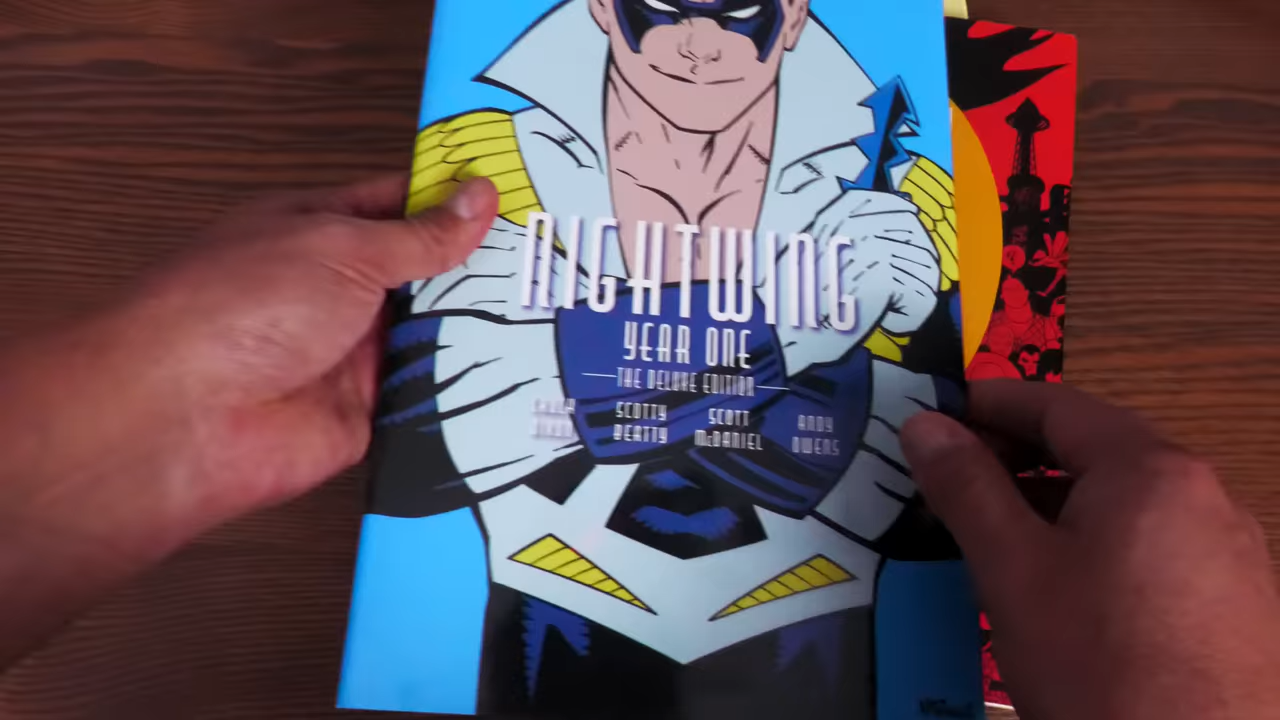 NIGHTWING
YEAR ONE
THE DELUXE EDITION
SCOTTY SCOTT ANDY
BEATTY McDANIEL OWENS